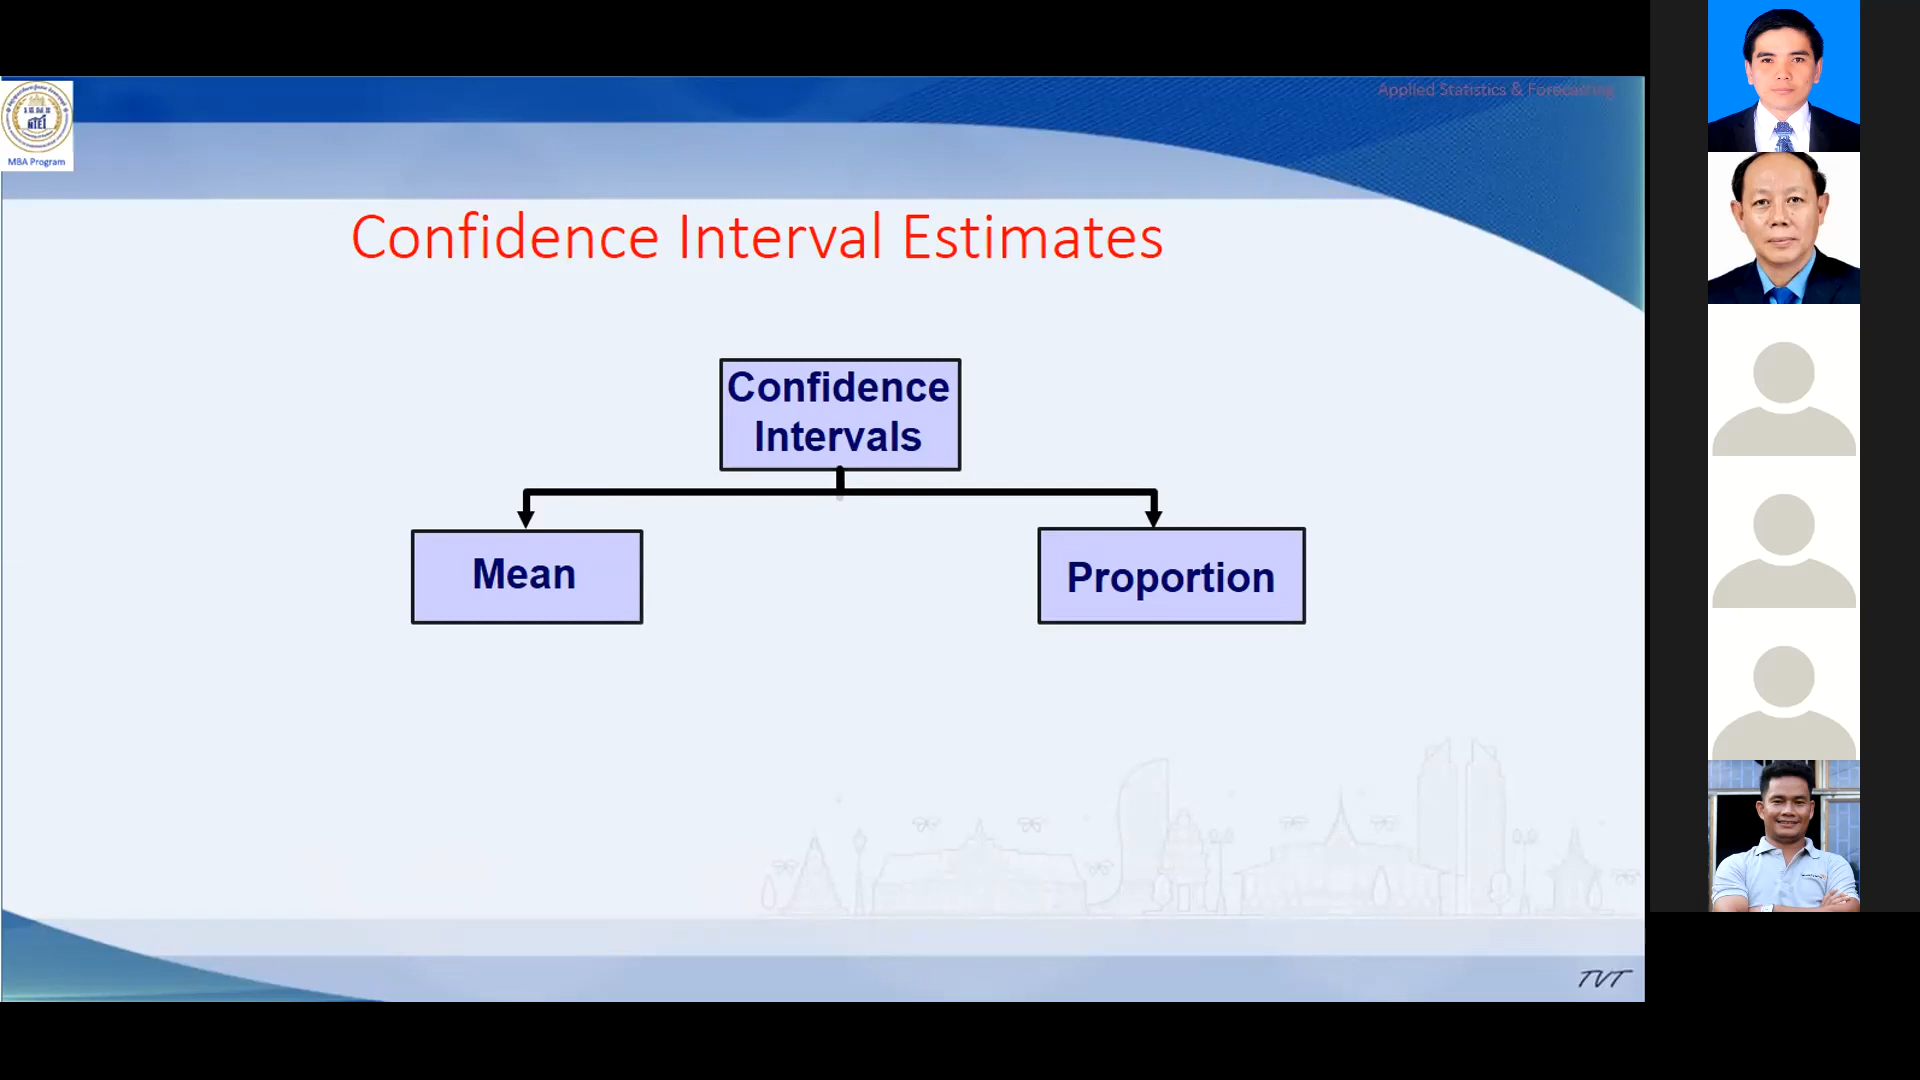 Applied Statistics & Forecasting
MBA Program
Confidence Interval Estimates
Confidence
Intervals
Mean
Proportion
TVT